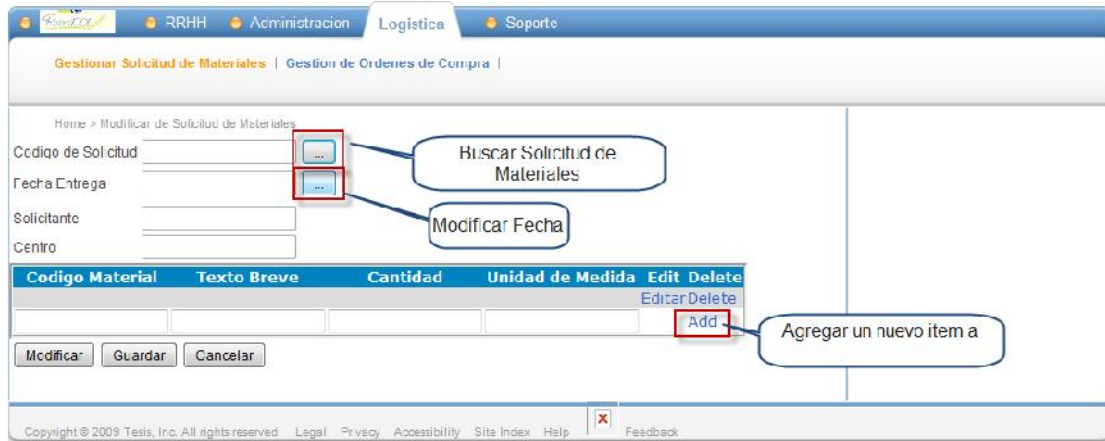 RRHH Administracion Logistica Soporte
Gestionar Solicitud de Materiales | Gestion de Ordenes de Compra |
Home > Modificar de Solicitud de Materiales
Codigo de Solicitud ...
Buscar Solicitud de
Materiales
Fecha Entrega ...
Modificar Fecha
Solicitante
Centro
Codigo Material Texto Breve Cantidad Unidad de Medida Edit Delete
Editar Delete
Add
Agregar un nuevo item a
Modificar Guardar Cancelar
Copyright © 2009 Tesis, Inc. All rights reserved Legal Privacy Accessibility Site Index Help Feedback